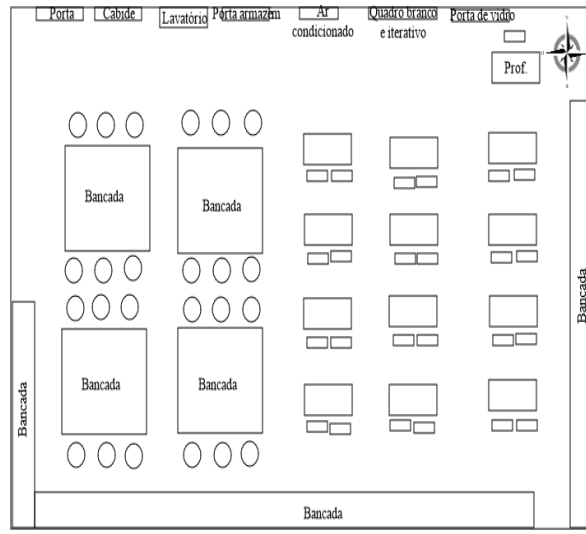 Porta
Cabide
Lavatório
Porta armazém
Ar condicionado
Quadro branco e iterativo
Porta de vidro
Prof.
Bancada
Bancada
Bancada
Bancada
Bancada
Bancada
Bancada